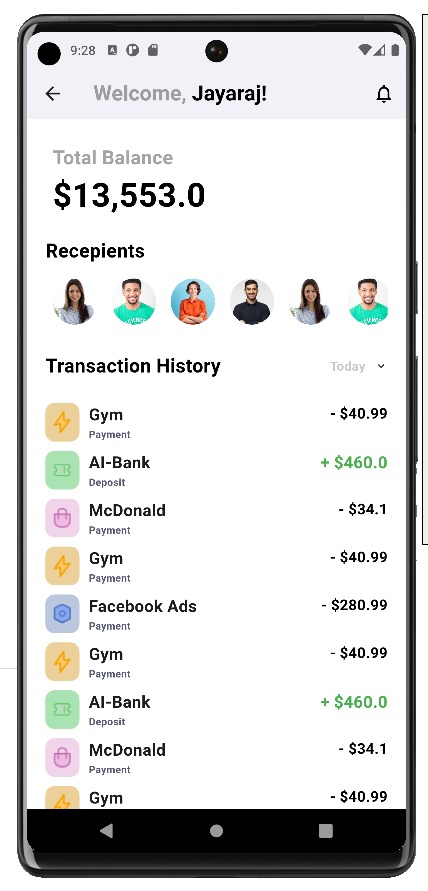 9:28
Welcome, Jayaraj!
Total Balance
$13,553.0
Recepients
Transaction History
Today
Gym
- $40.99
Payment
Al-Bank
+ $460.0
Deposit
McDonald
- $34.1
Payment
Gym
- $40.99
Payment
Facebook Ads
- $280.99
Payment
Gym
- $40.99
Payment
Al-Bank
+ $460.0
Deposit
McDonald
- $34.1
Payment
Gym
- $40.99